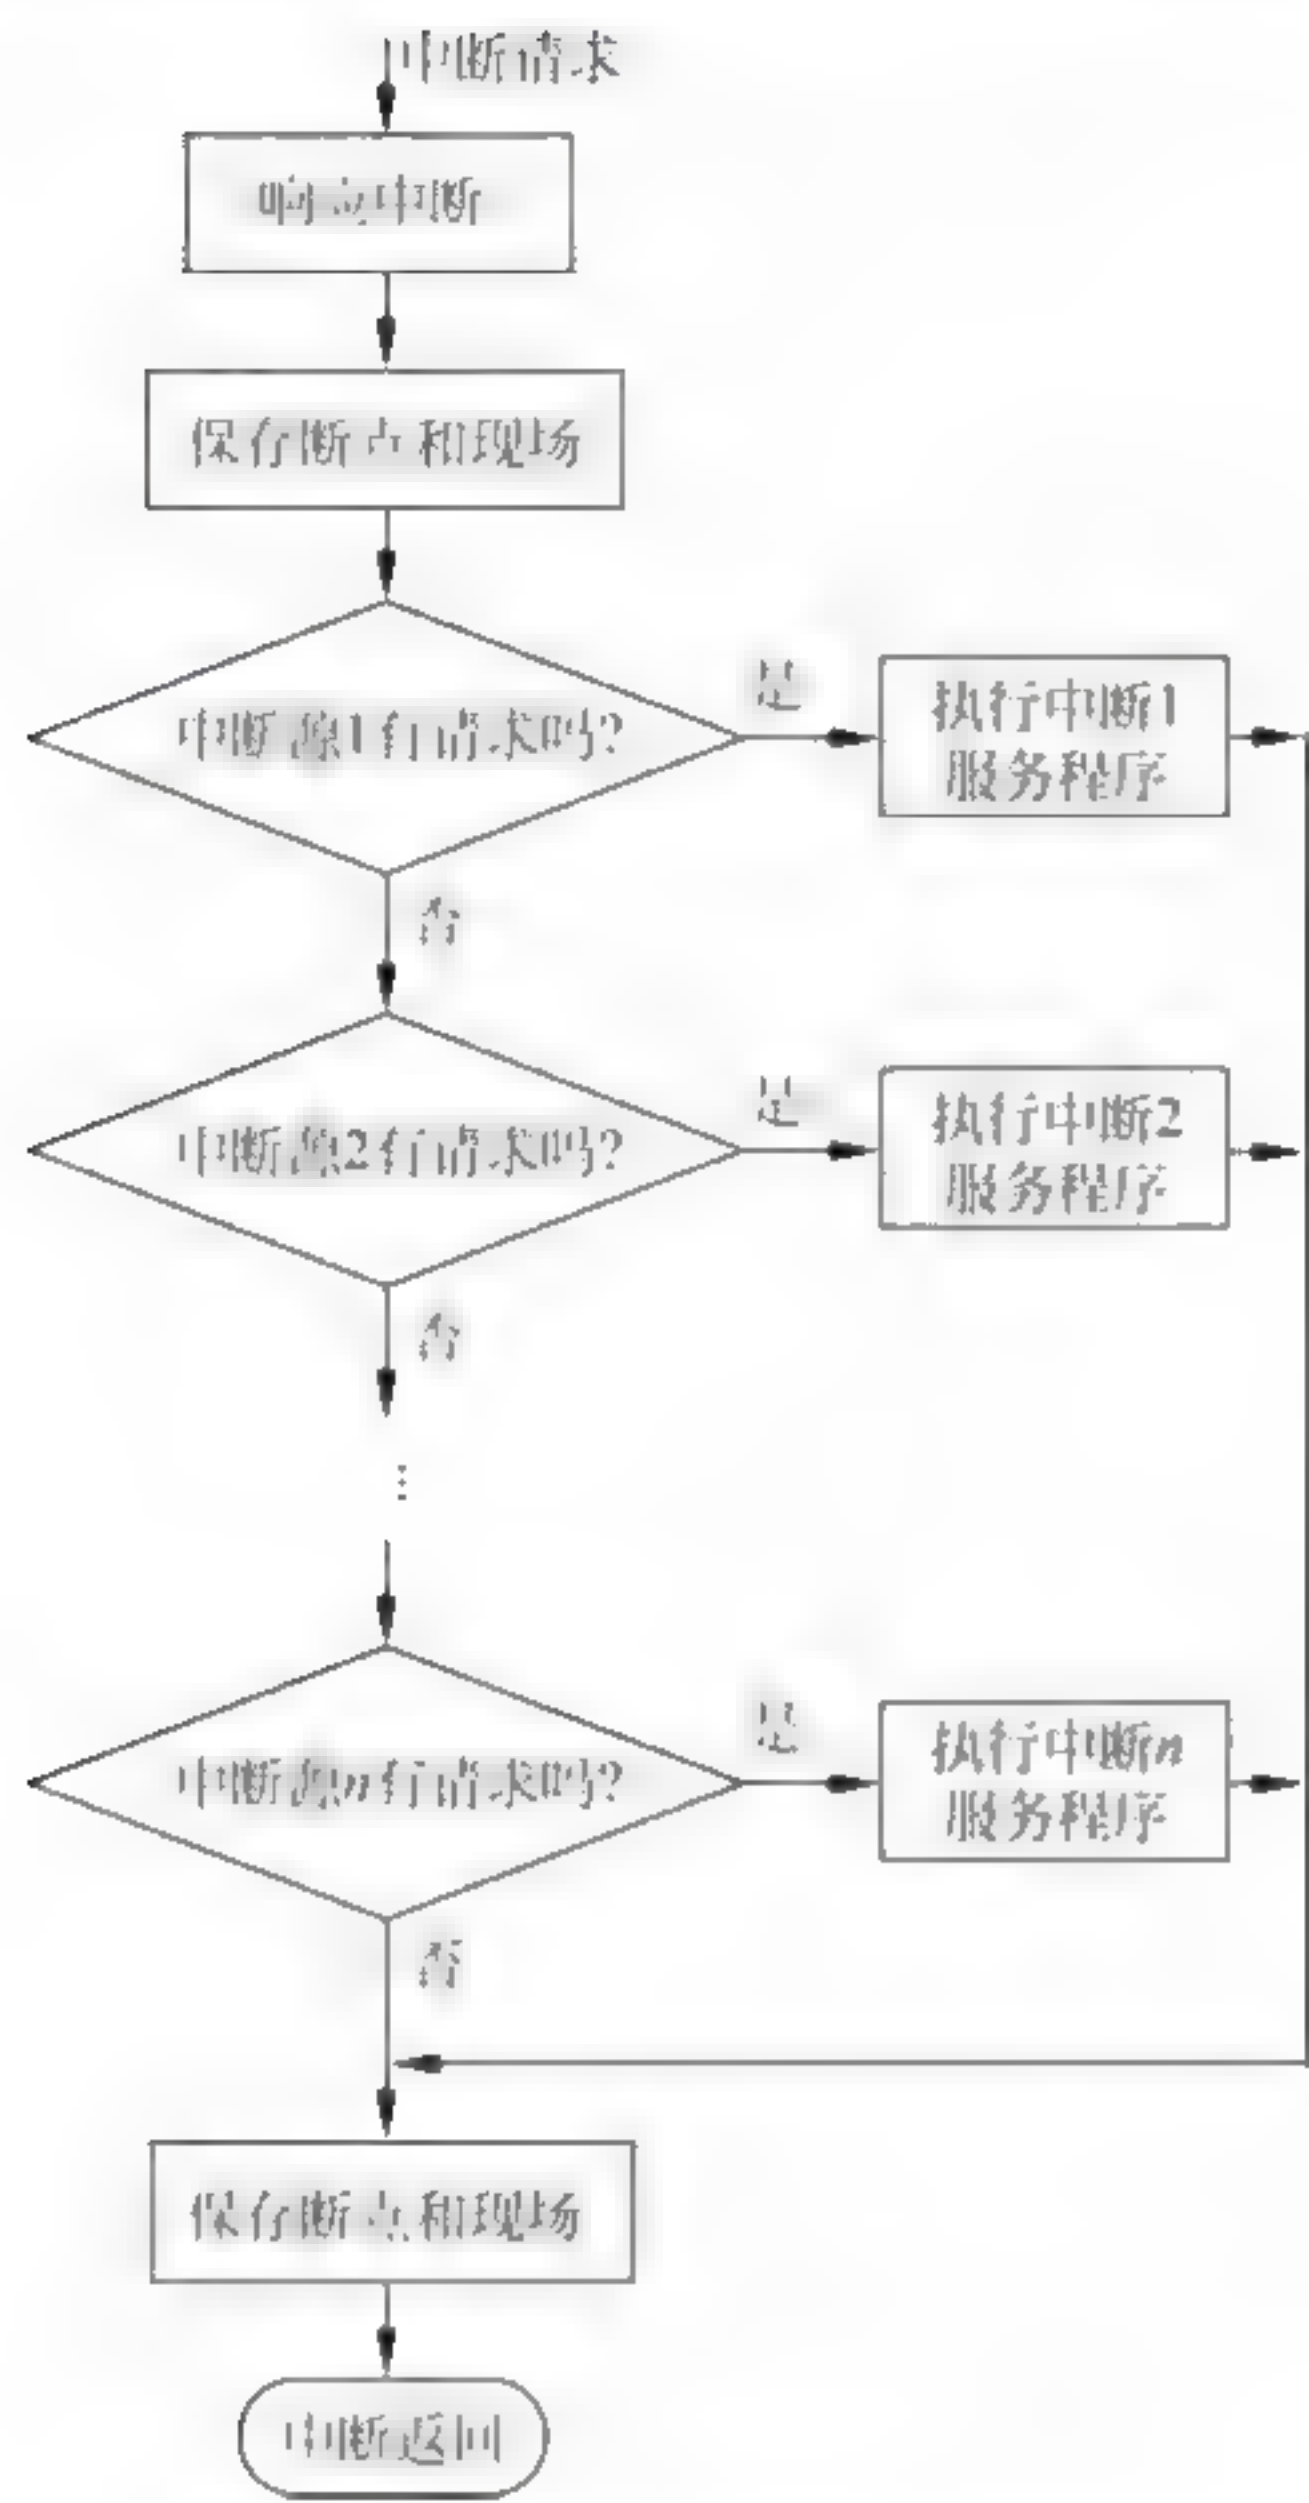 中断请求
响应中断
保存断点和现场
中断源1有请求吗?
是
执行中断1
服务程序
否
中断源2有请求吗?
是
执行中断2
服务程序
否
⋮
中断源n有请求吗?
是
执行中断n
服务程序
否
保存断点和现场
中断返回